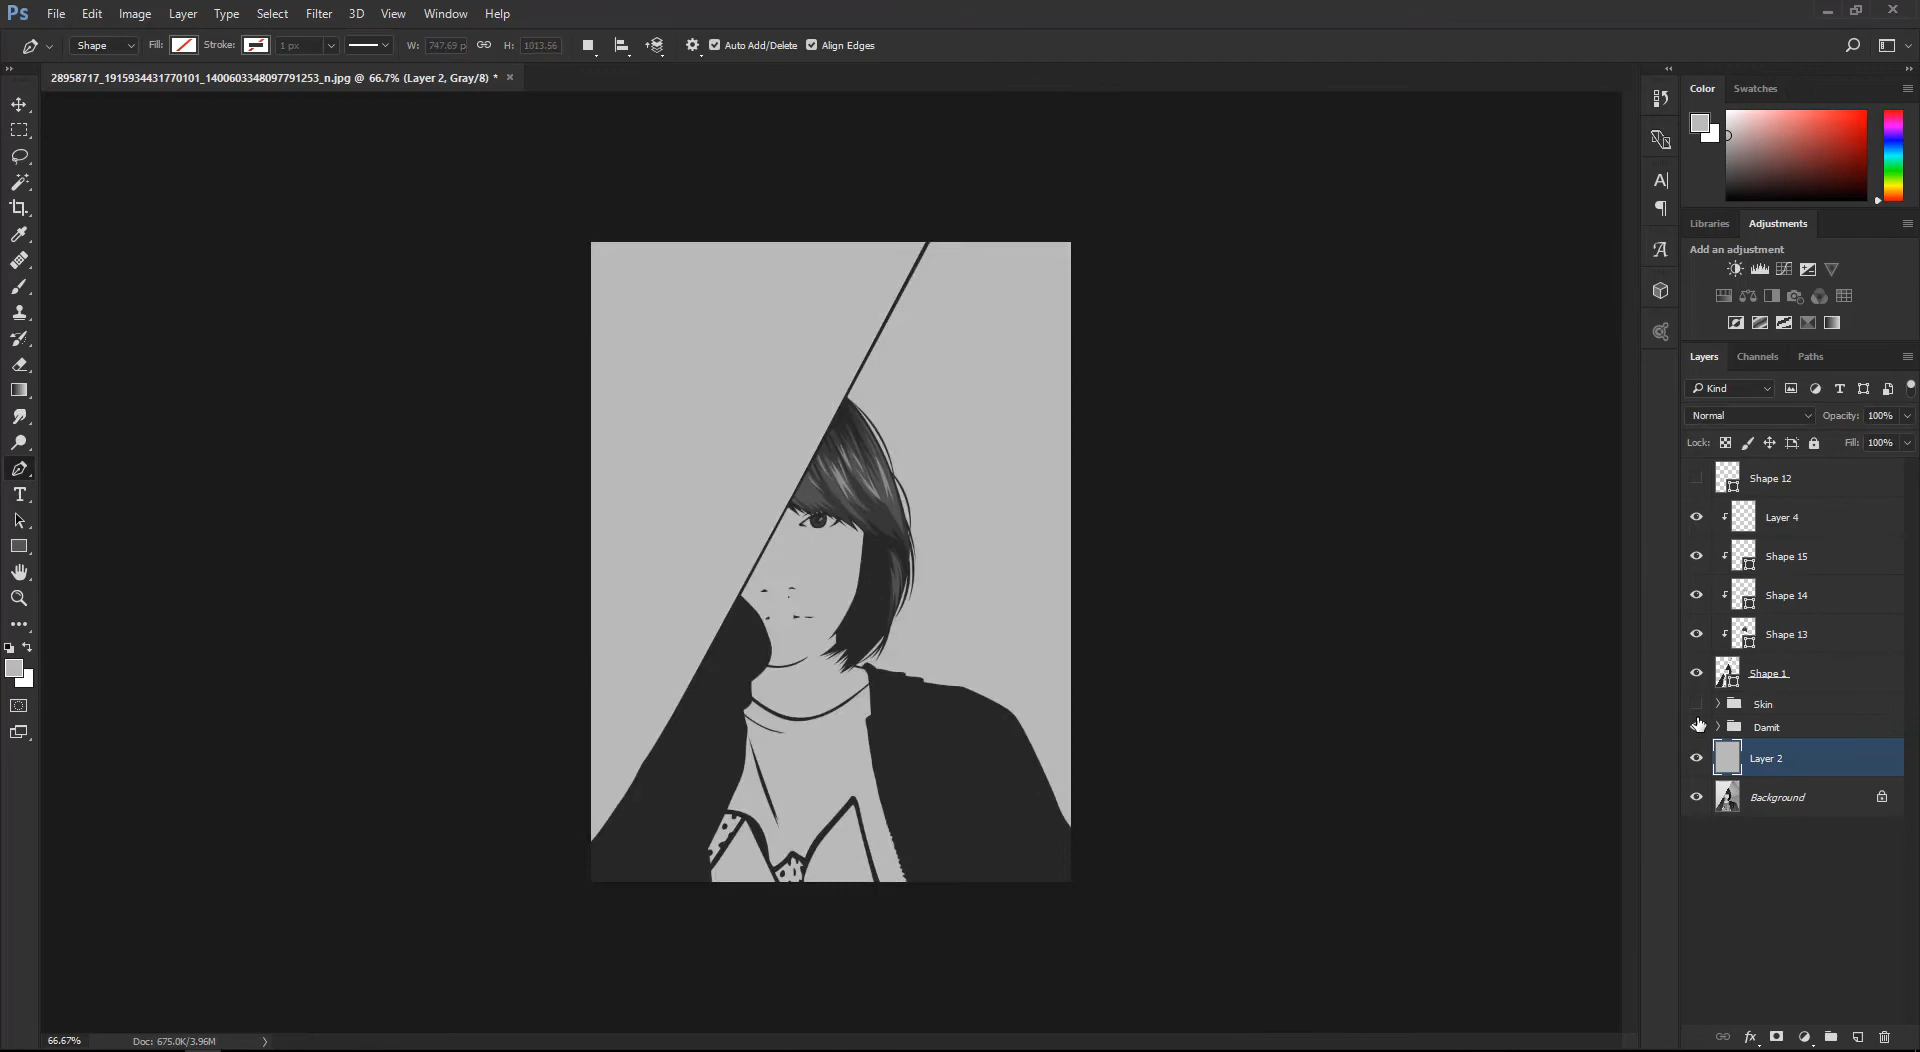 Ps File Edit Image Layer Type Select Filter 3D View Window Help
Shape Fill: Stroke: 1 px W: 747.69 p H: 1013.56 Auto Add/Delete Align Edges
28958717_1915934431770101_1400603348097791253_n.jpg @ 66.7% (Layer 2, Gray/8) *
Color Swatches
Libraries Adjustments
Add an adjustment
Layers Channels Paths
Kind
Normal Opacity: 100%
Lock: Fill: 100%
Shape 12
Layer 4
Shape 15
Shape 14
Shape 13
Shape 1
Skin
Damit
Layer 2
Background
66.67% Doc: 675.0K/3.96M